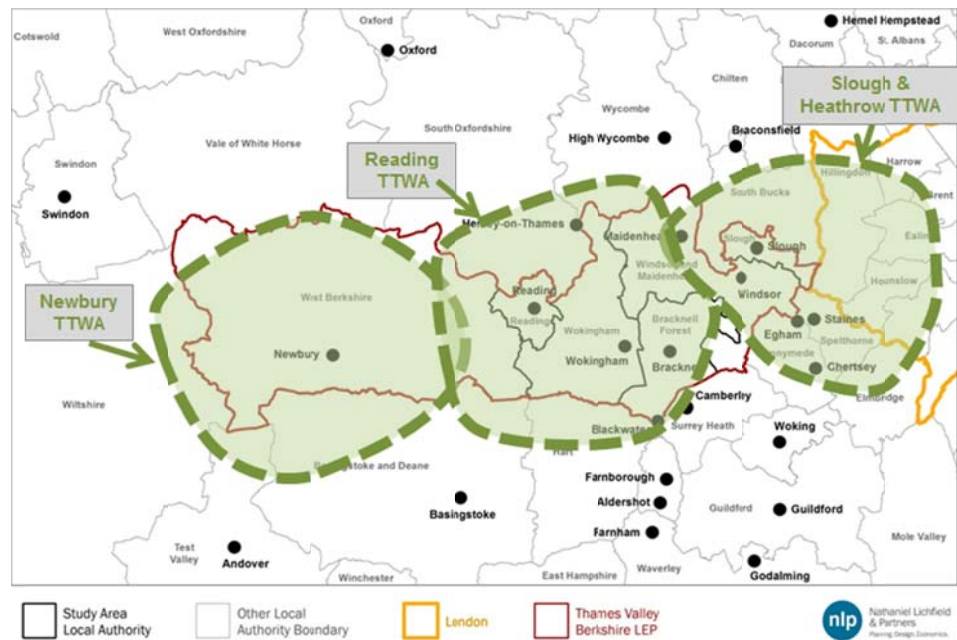 Hemel Hempstead
West Oxfordshire
Oxford
Cotswold
Oxford
Dacorum
St. Albans
Chiltern
Slough &
Heathrow TTWA
Wycombe
South Oxfordshire
High Wycombe
Beaconsfield
Vale of White Horse
Reading
TTWA
Swindon
Swindon
Harrow
Hillingdon
Brent
South Bucks
Henley-on-Thames
Maidenhead
Slough
Slough
Windsor and
Maidenhead
Hounslow
Windsor
Newbury
TTWA
West Berkshire
Reading
Reading
Wokingham
Wokingham
Bracknell
Forest
Staines
Egham
Spelthorne
Newbury
Chertsey
Elmbridge
Camberley
Wiltshire
Blackwater
Surrey Heath
Woking
Hart
Farnborough
Basingstoke
Aldershot
Guildford
Guildford
Farnham
Test
Valley
Andover
Winchester
East Hampshire
Waverley
Godalming
Mole Valley
Study Area
Local Authority
Other Local
Authority Boundary
London
Thames Valley
Berkshire LEP
nlp
Nathaniel Lichfield
& Partners
Planning. Design. Economics.